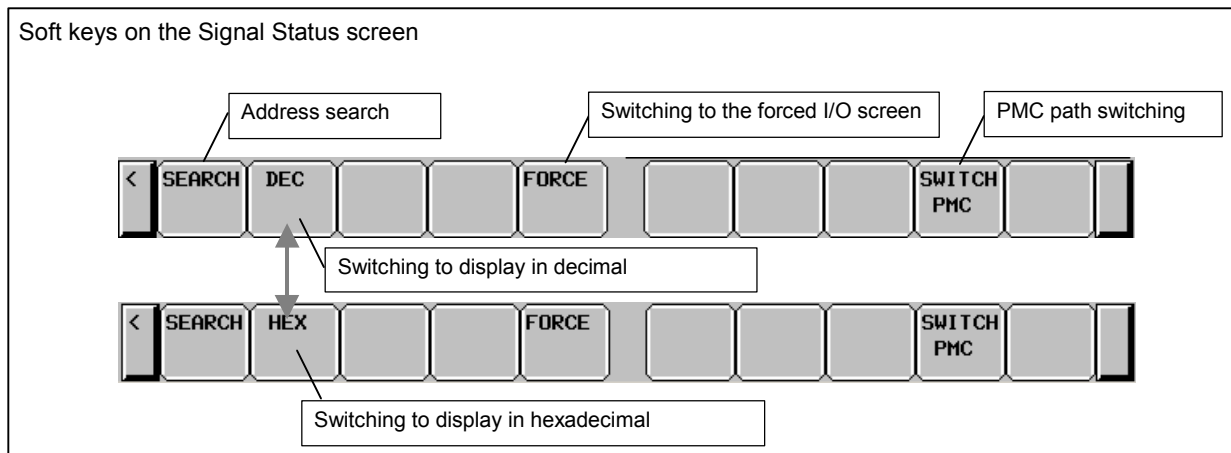 Soft keys on the Signal Status screen
Address search
Switching to the forced I/O screen
PMC path switching
< SEARCH DEC FORCE SWITCH PMC
Switching to display in decimal
< SEARCH HEX FORCE SWITCH PMC
Switching to display in hexadecimal